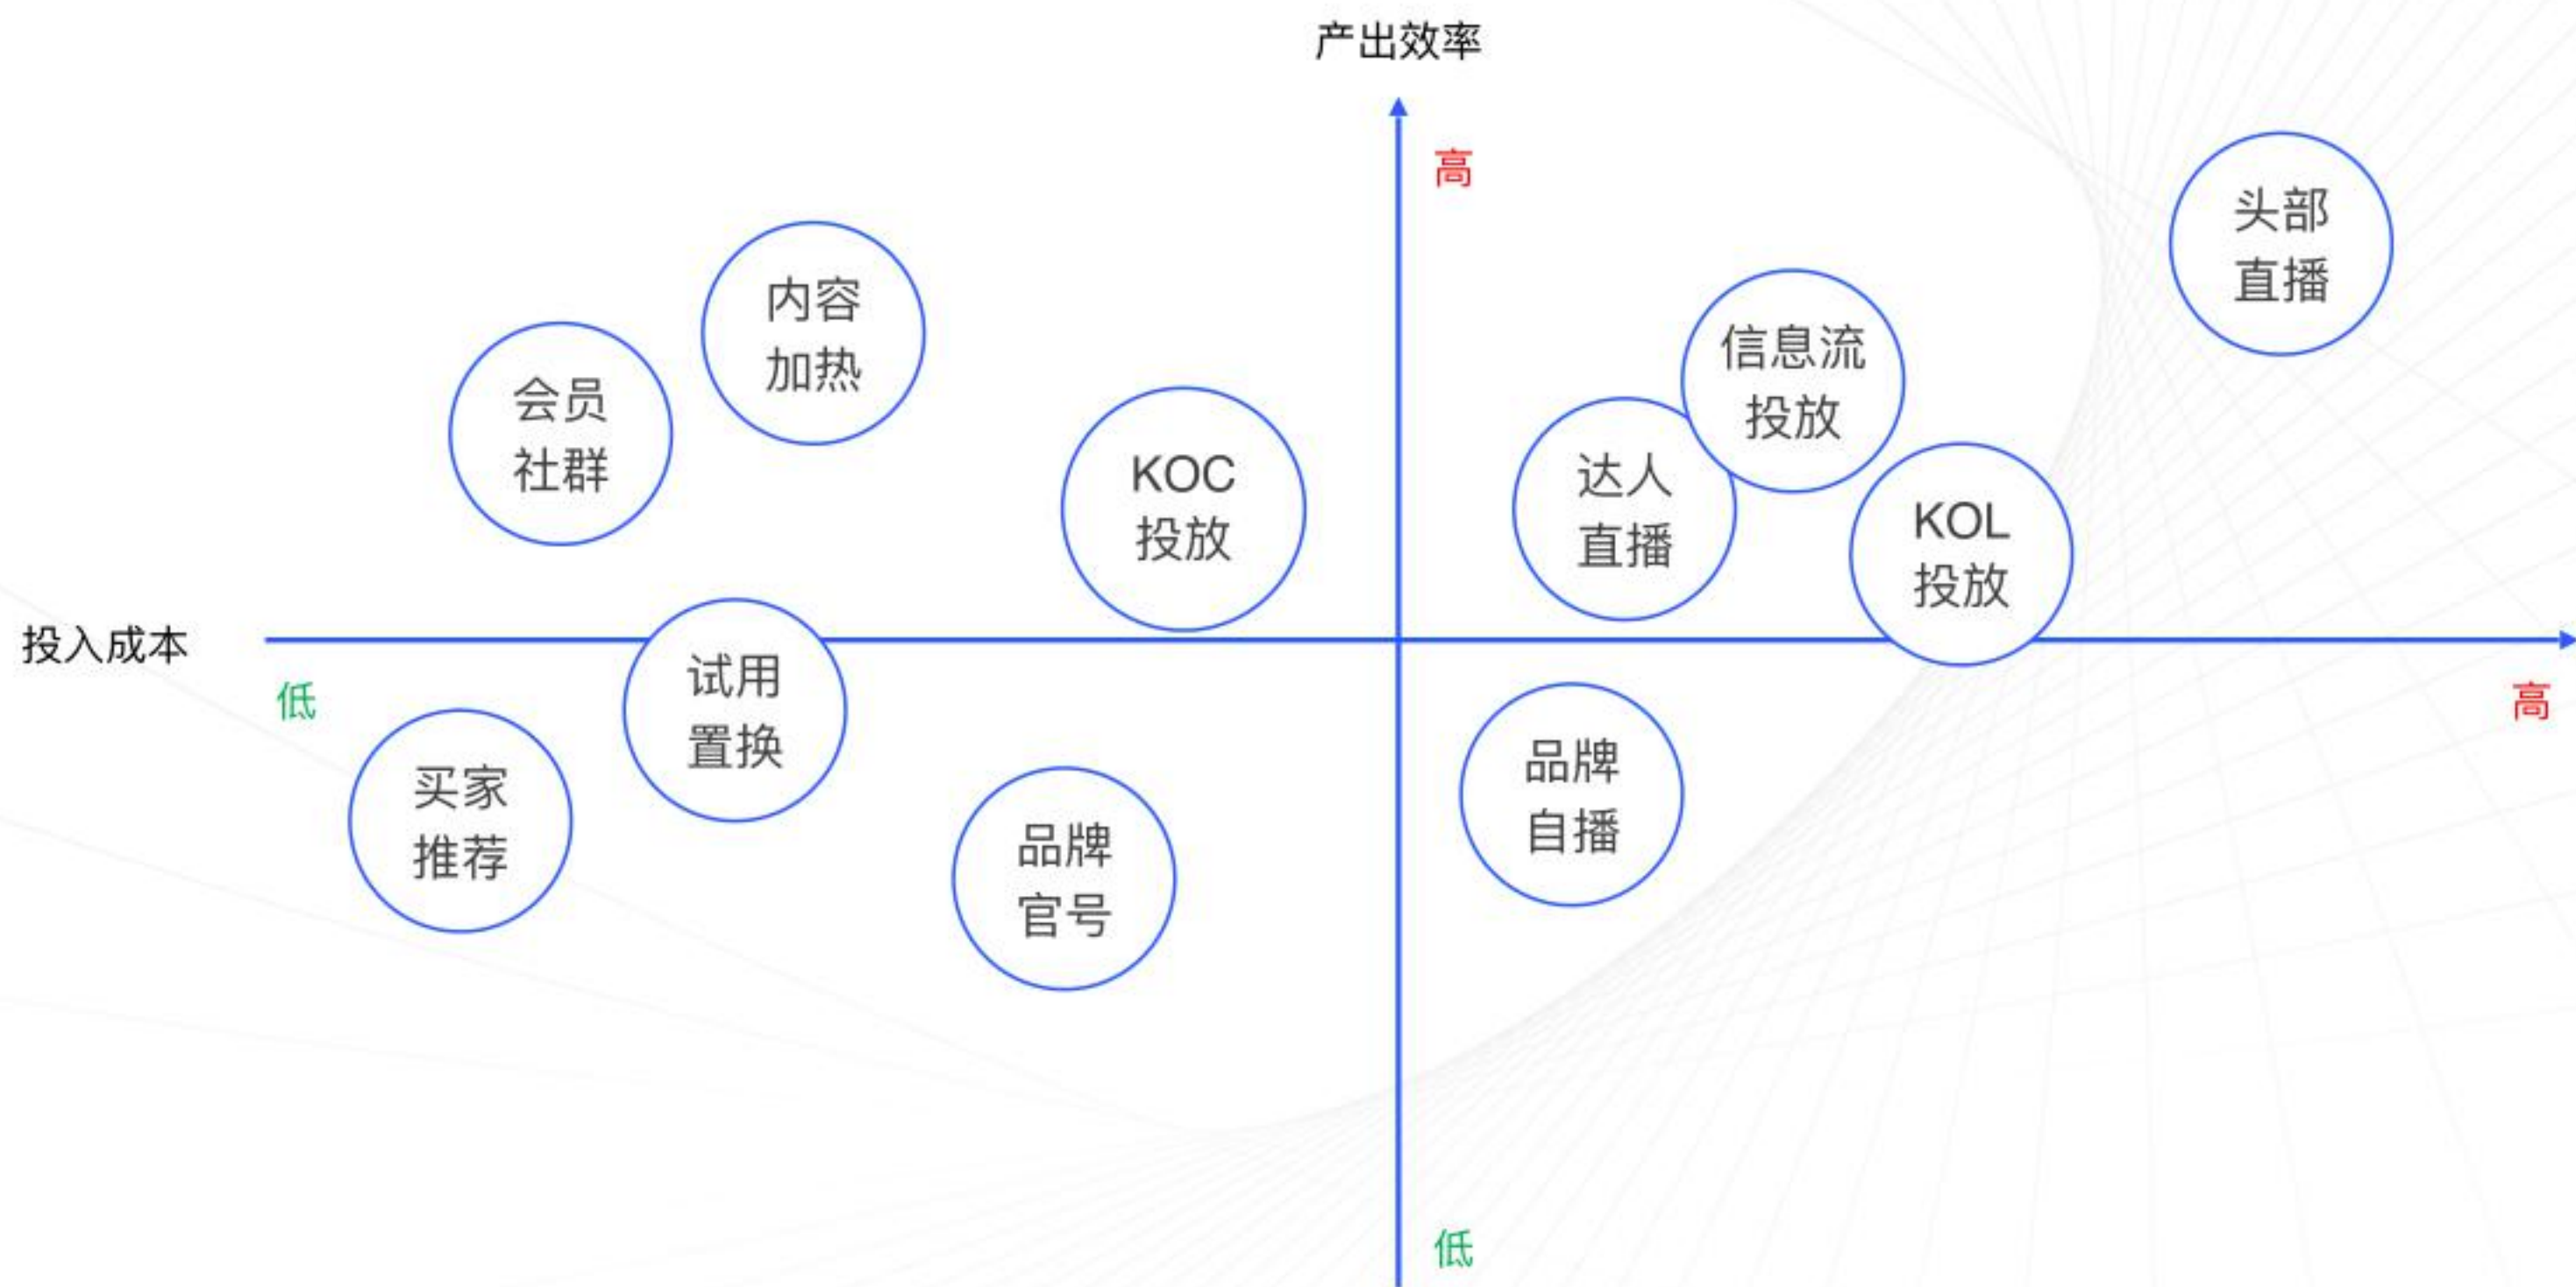 产出效率
高
头部
直播
内容
加热
信息流
投放
会员
社群
KOC
投放
达人
直播
KOL
投放
投入成本
低
高
试用
置换
买家
推荐
品牌
自播
品牌
官号
低